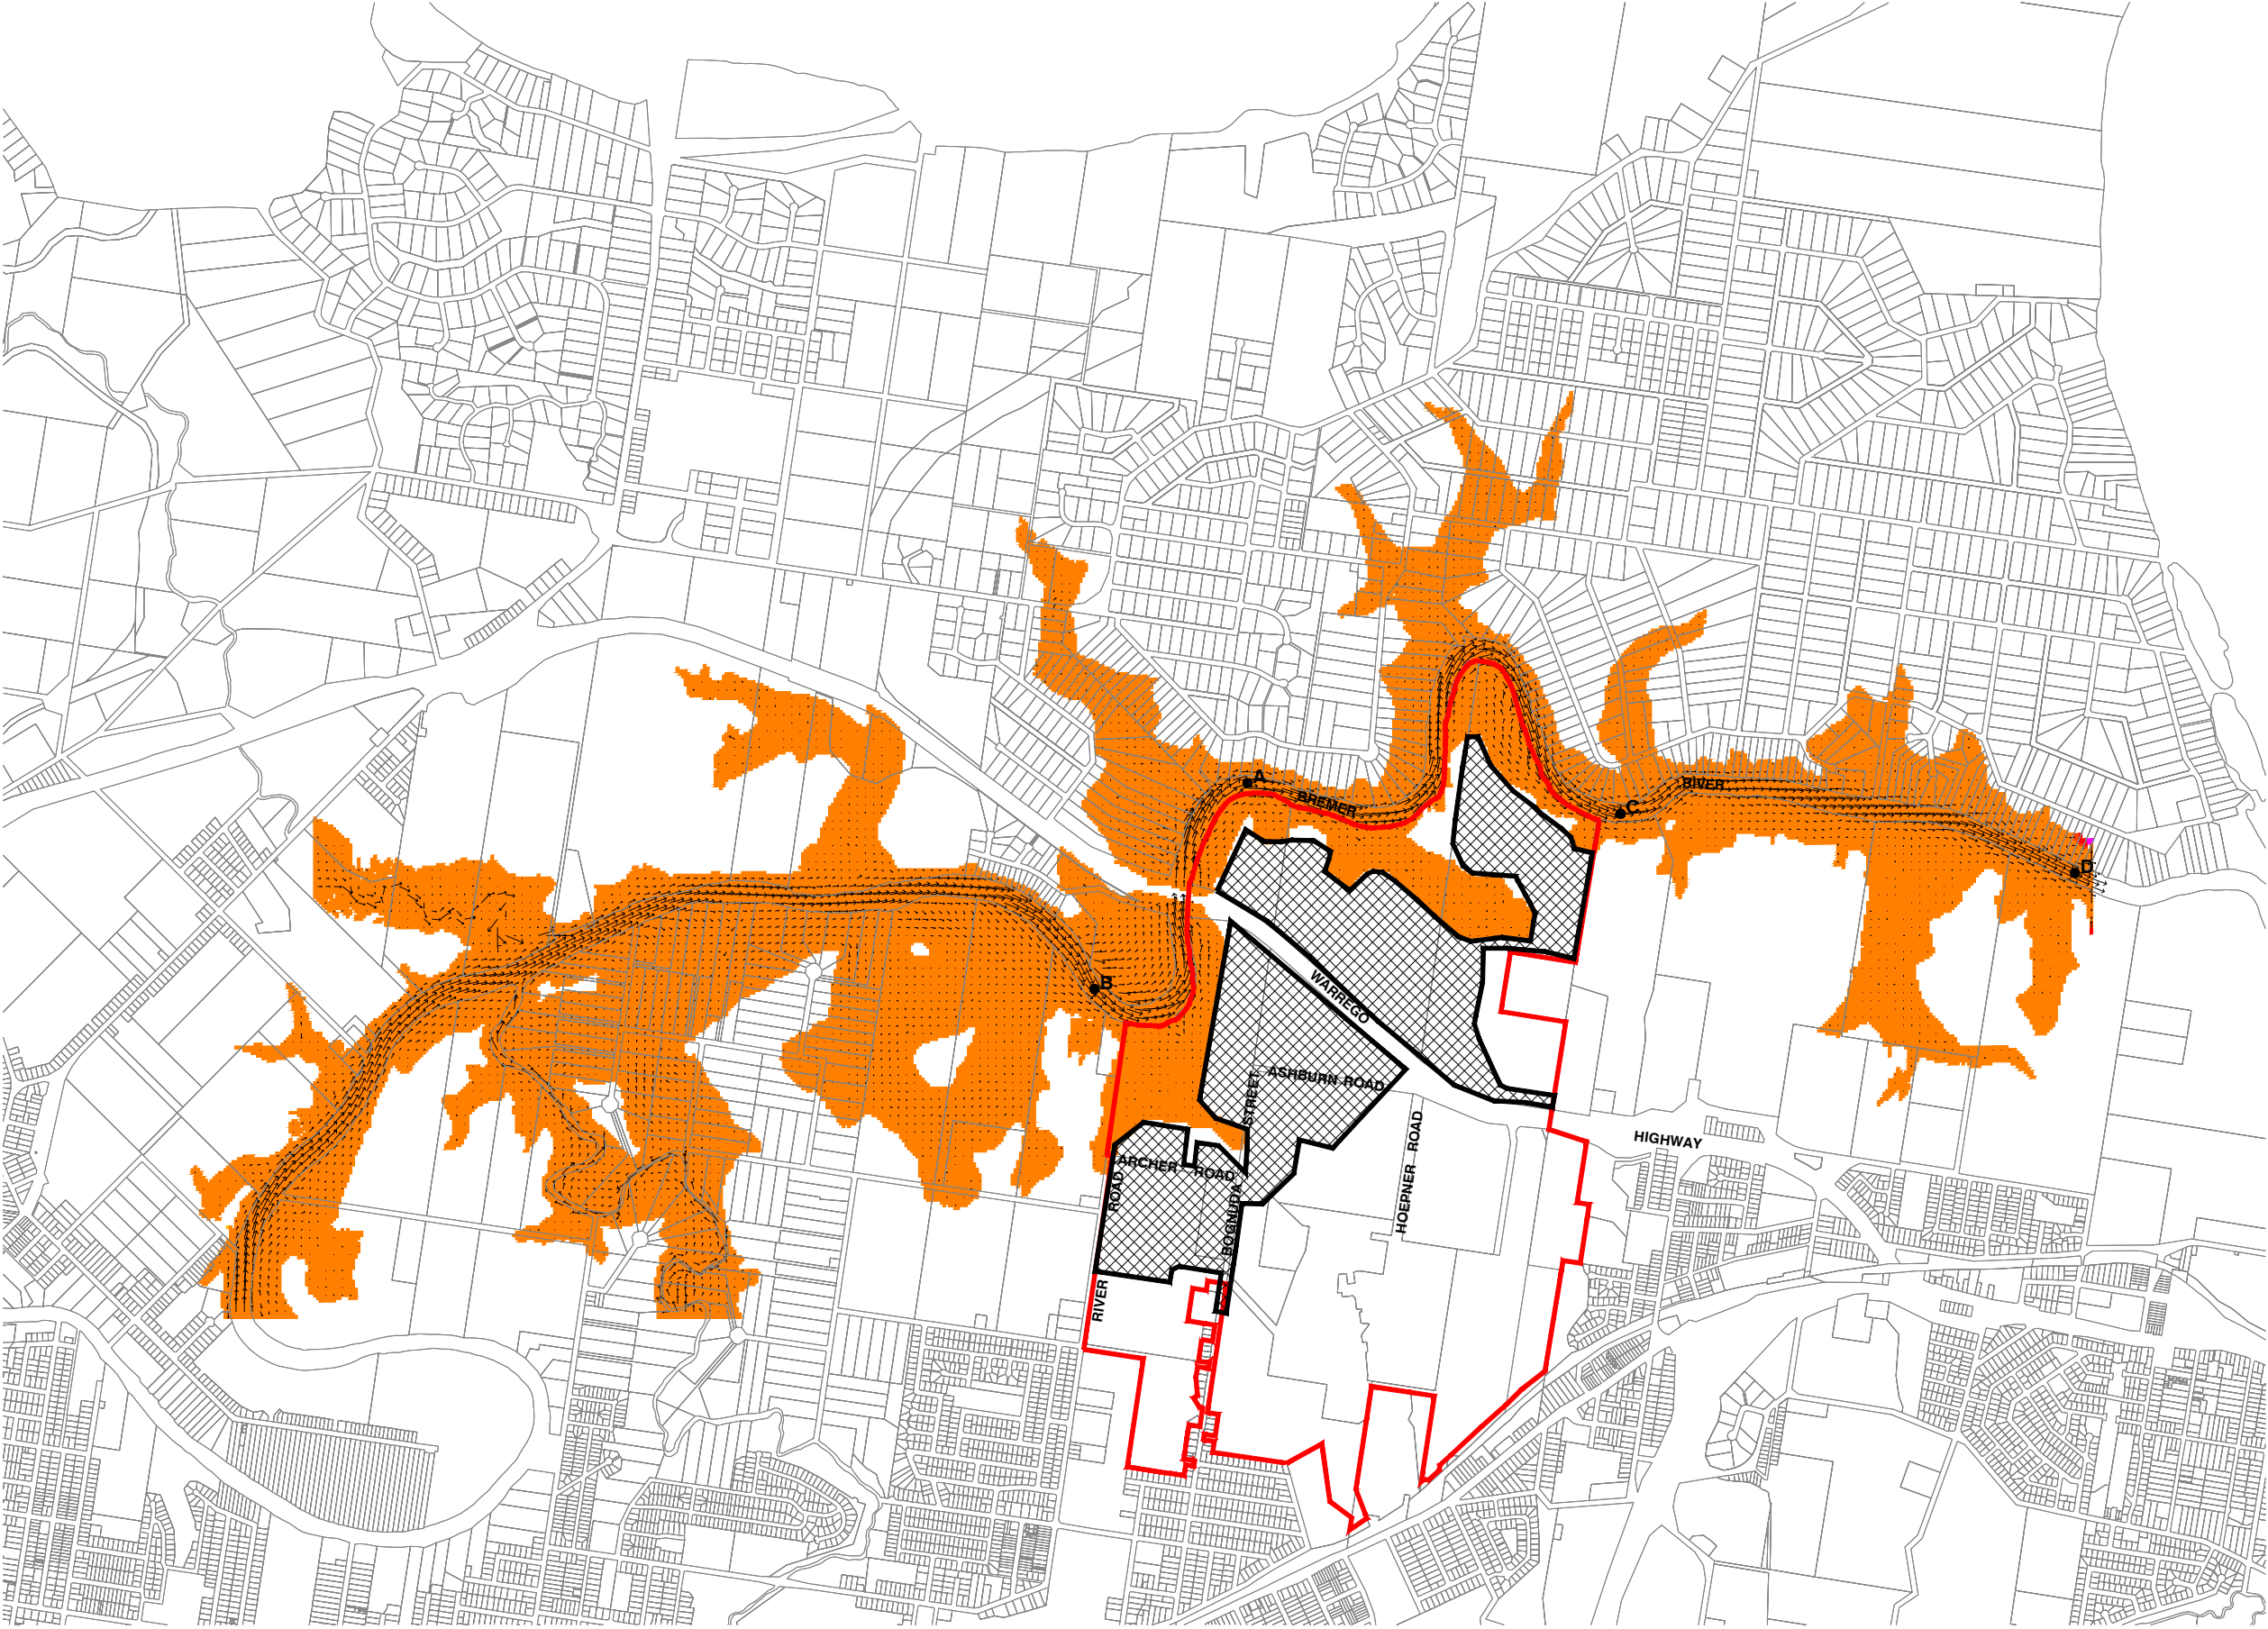 A
BREMER
RIVER
C
D
B
WARREGO
ASHBURN ROAD
STREET
HIGHWAY
ARCHER ROAD
ROAD
HOEPNER ROAD
BOGNUDA
RIVER